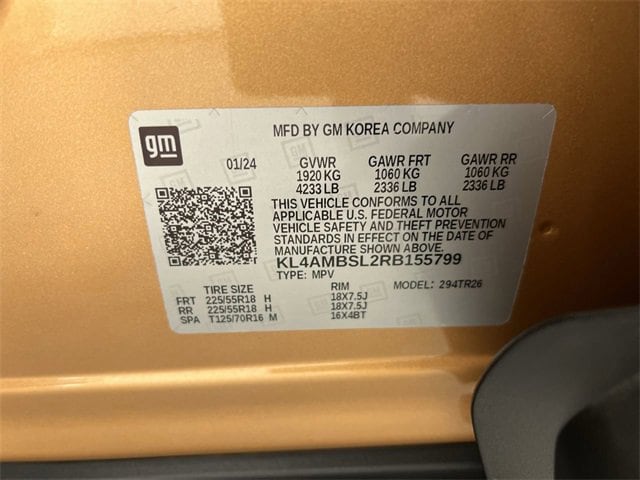 gm
MFD BY GM KOREA COMPANY
01/24 GVWR GAWR FRT GAWR RR
1920 KG 1060 KG 1060 KG
4233 LB 2336 LB 2336 LB
THIS VEHICLE CONFORMS TO ALL
APPLICABLE U.S. FEDERAL MOTOR
VEHICLE SAFETY AND THEFT PREVENTION
STANDARDS IN EFFECT ON THE DATE OF
MANUFACTURE SHOWN ABOVE.
KL4AMBSL2RB155799
TYPE: MPV
TIRE SIZE RIM MODEL: 294TR26
FRT 225/55R18 H 18X7.5J
RR 225/55R18 H 18X7.5J
SPA T125/70R16 M 16X4BT